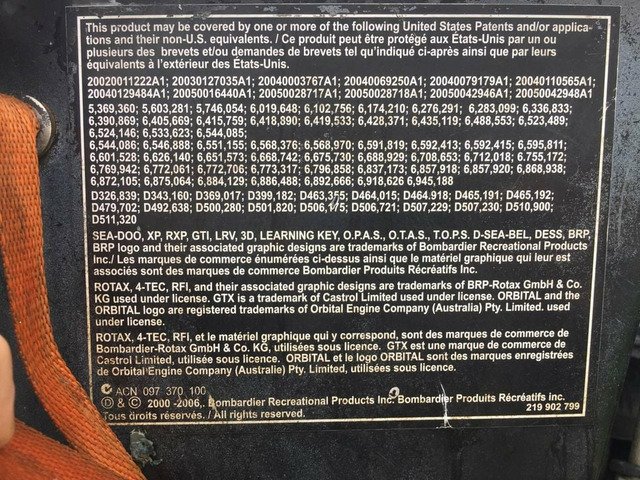 This product may be covered by one or more of the following United States Patents and/or applica-
tions and their non-U.S. equivalents. / Ce produit peut être protégé aux États-Unis par un ou
plusieurs des brevets et/ou demandes de brevets tel qu'indiqué ci-après ainsi que par leurs
équivalents à l'extérieur des États-Unis.
20020011222A1; 20030127035A1; 20040003767A1; 20040069250A1; 20040079179A1; 20040110565A1;
20040129484A1; 20050016440A1; 20050028717A1; 20050028718A1; 20050042946A1; 20050042948A1
5,369,360; 5,603,281; 5,746,054; 6,019,648; 6,102,756; 6,174,210; 6,276,291; 6,283,099; 6,336,833;
6,390,869; 6,405,669; 6,415,759; 6,418,890; 6,419,533; 6,428,371; 6,435,119; 6,488,553; 6,523,489;
6,524,146; 6,533,623; 6,544,085;
6,544,086; 6,546,888; 6,551,155; 6,568,376; 6,568,970; 6,591,819; 6,592,413; 6,592,415; 6,595,811;
6,601,528; 6,626,140; 6,651,573; 6,668,742; 6,675,730; 6,688,929; 6,708,653; 6,712,018; 6,755,172;
6,769,942; 6,772,061; 6,772,706; 6,773,317; 6,796,858; 6,837,173; 6,857,918; 6,857,920; 6,868,938;
6,872,105; 6,875,064; 6,884,129; 6,886,488; 6,892,666; 6,918,626 6,945,188
D326,839; D343,160; D369,017; D399,182; D464,015; D464.918; D465,191; D465,192;
D479,702; D492,638; D500,280; D501,820; D506,721; D507,229; D507,230; D510,900;
D511,320
SEA-DOO, XP, RXP, GTI, LRV, 3D, LEARNING KEY, O.P.A.S., O.T.A.S., T.O.P.S. D-SEA-BEL, DESS, BRP,
BRP logo and their associated graphic designs are trademarks of Bombardier Recreational Products
Inc./ Les marques de commerce énumérées ci-dessus ainsi que le matériel graphique qui leur est
associés sont des marques de commerce Bombardier Produits Récréatifs Inc.
ROTAX, 4-TEC, RFI, and their associated graphic designs are trademarks of BRP-Rotax GmbH & Co.
KG used under license. GTX is a trademark of Castrol Limited used under license. ORBITAL and the
ORBITAL logo are registered trademarks of Orbital Engine Company (Australia) Pty. Limited. used
under license.
ROTAX, 4-TEC, RFI, et le matériel graphique qui y correspond, sont des marques de commerce de
Bombardier-Rotax GmbH & Co. KG, utilisées sous licence. GTX est une marque de commerce de
Castrol Limited, utilisée sous licence. ORBITAL et le logo ORBITAL sont des marques enregistrées
de Orbital Engine Company (Australia) Pty. Limited, utilisées sous licence.
ACN 097 370 100
Ⓓ & © 2000 -2006,. Bombardier Recreational Products Inc. Bombardier Produits Récréatifs inc.
Tous droits réservés. / All rights reserved. 219 902 799